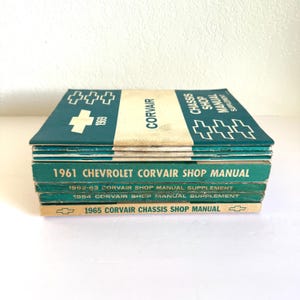 CORVAIR
CHASSIS
SHOP
MANUAL
SUPPLEMENT
1961 CHEVROLET CORVAIR SHOP MANUAL
1962-63 CORVAIR SHOP MANUAL SUPPLEMENT
1964 CORVAIR SHOP MANUAL SUPPLEMENT
1965 CORVAIR CHASSIS SHOP MANUAL